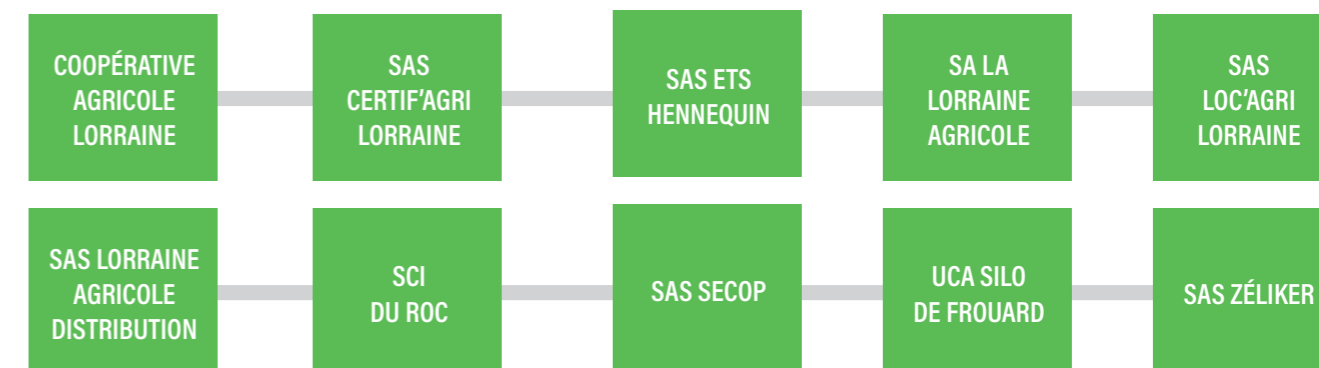 COOPÉRATIVE
AGRICOLE
LORRAINE
SAS
CERTIF'AGRI
LORRAINE
SAS ETS
HENNEQUIN
SA LA
LORRAINE
AGRICOLE
SAS
LOC'AGRI
LORRAINE
SAS LORRAINE
AGRICOLE
DISTRIBUTION
SCI
DU ROC
SAS SECOP
UCA SILO
DE FROUARD
SAS ZÉLIKER